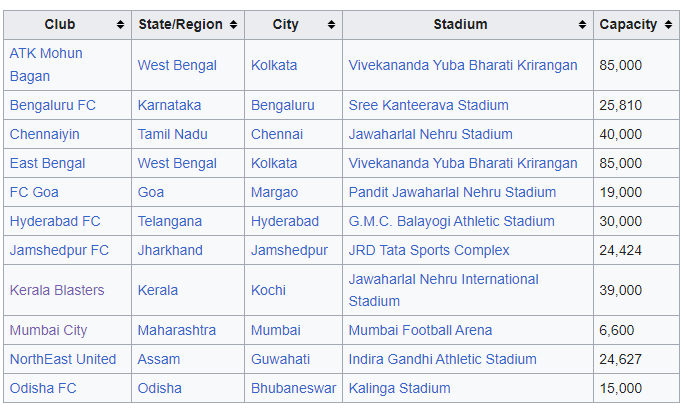 Club State/Region City Stadium Capacity
ATK Mohun
Bagan West Bengal Kolkata Vivekananda Yuba Bharati Krirangan 85,000
Bengaluru FC Karnataka Bengaluru Sree Kanteerava Stadium 25,810
Chennaiyin Tamil Nadu Chennai Jawaharlal Nehru Stadium 40,000
East Bengal West Bengal Kolkata Vivekananda Yuba Bharati Krirangan 85,000
FC Goa Goa Margao Pandit Jawaharlal Nehru Stadium 19,000
Hyderabad FC Telangana Hyderabad G.M.C. Balayogi Athletic Stadium 30,000
Jamshedpur FC Jharkhand Jamshedpur JRD Tata Sports Complex 24,424
Kerala Blasters Kerala Kochi Jawaharlal Nehru International
Stadium 39,000
Mumbai City Maharashtra Mumbai Mumbai Football Arena 6,600
NorthEast United Assam Guwahati Indira Gandhi Athletic Stadium 24,627
Odisha FC Odisha Bhubaneswar Kalinga Stadium 15,000